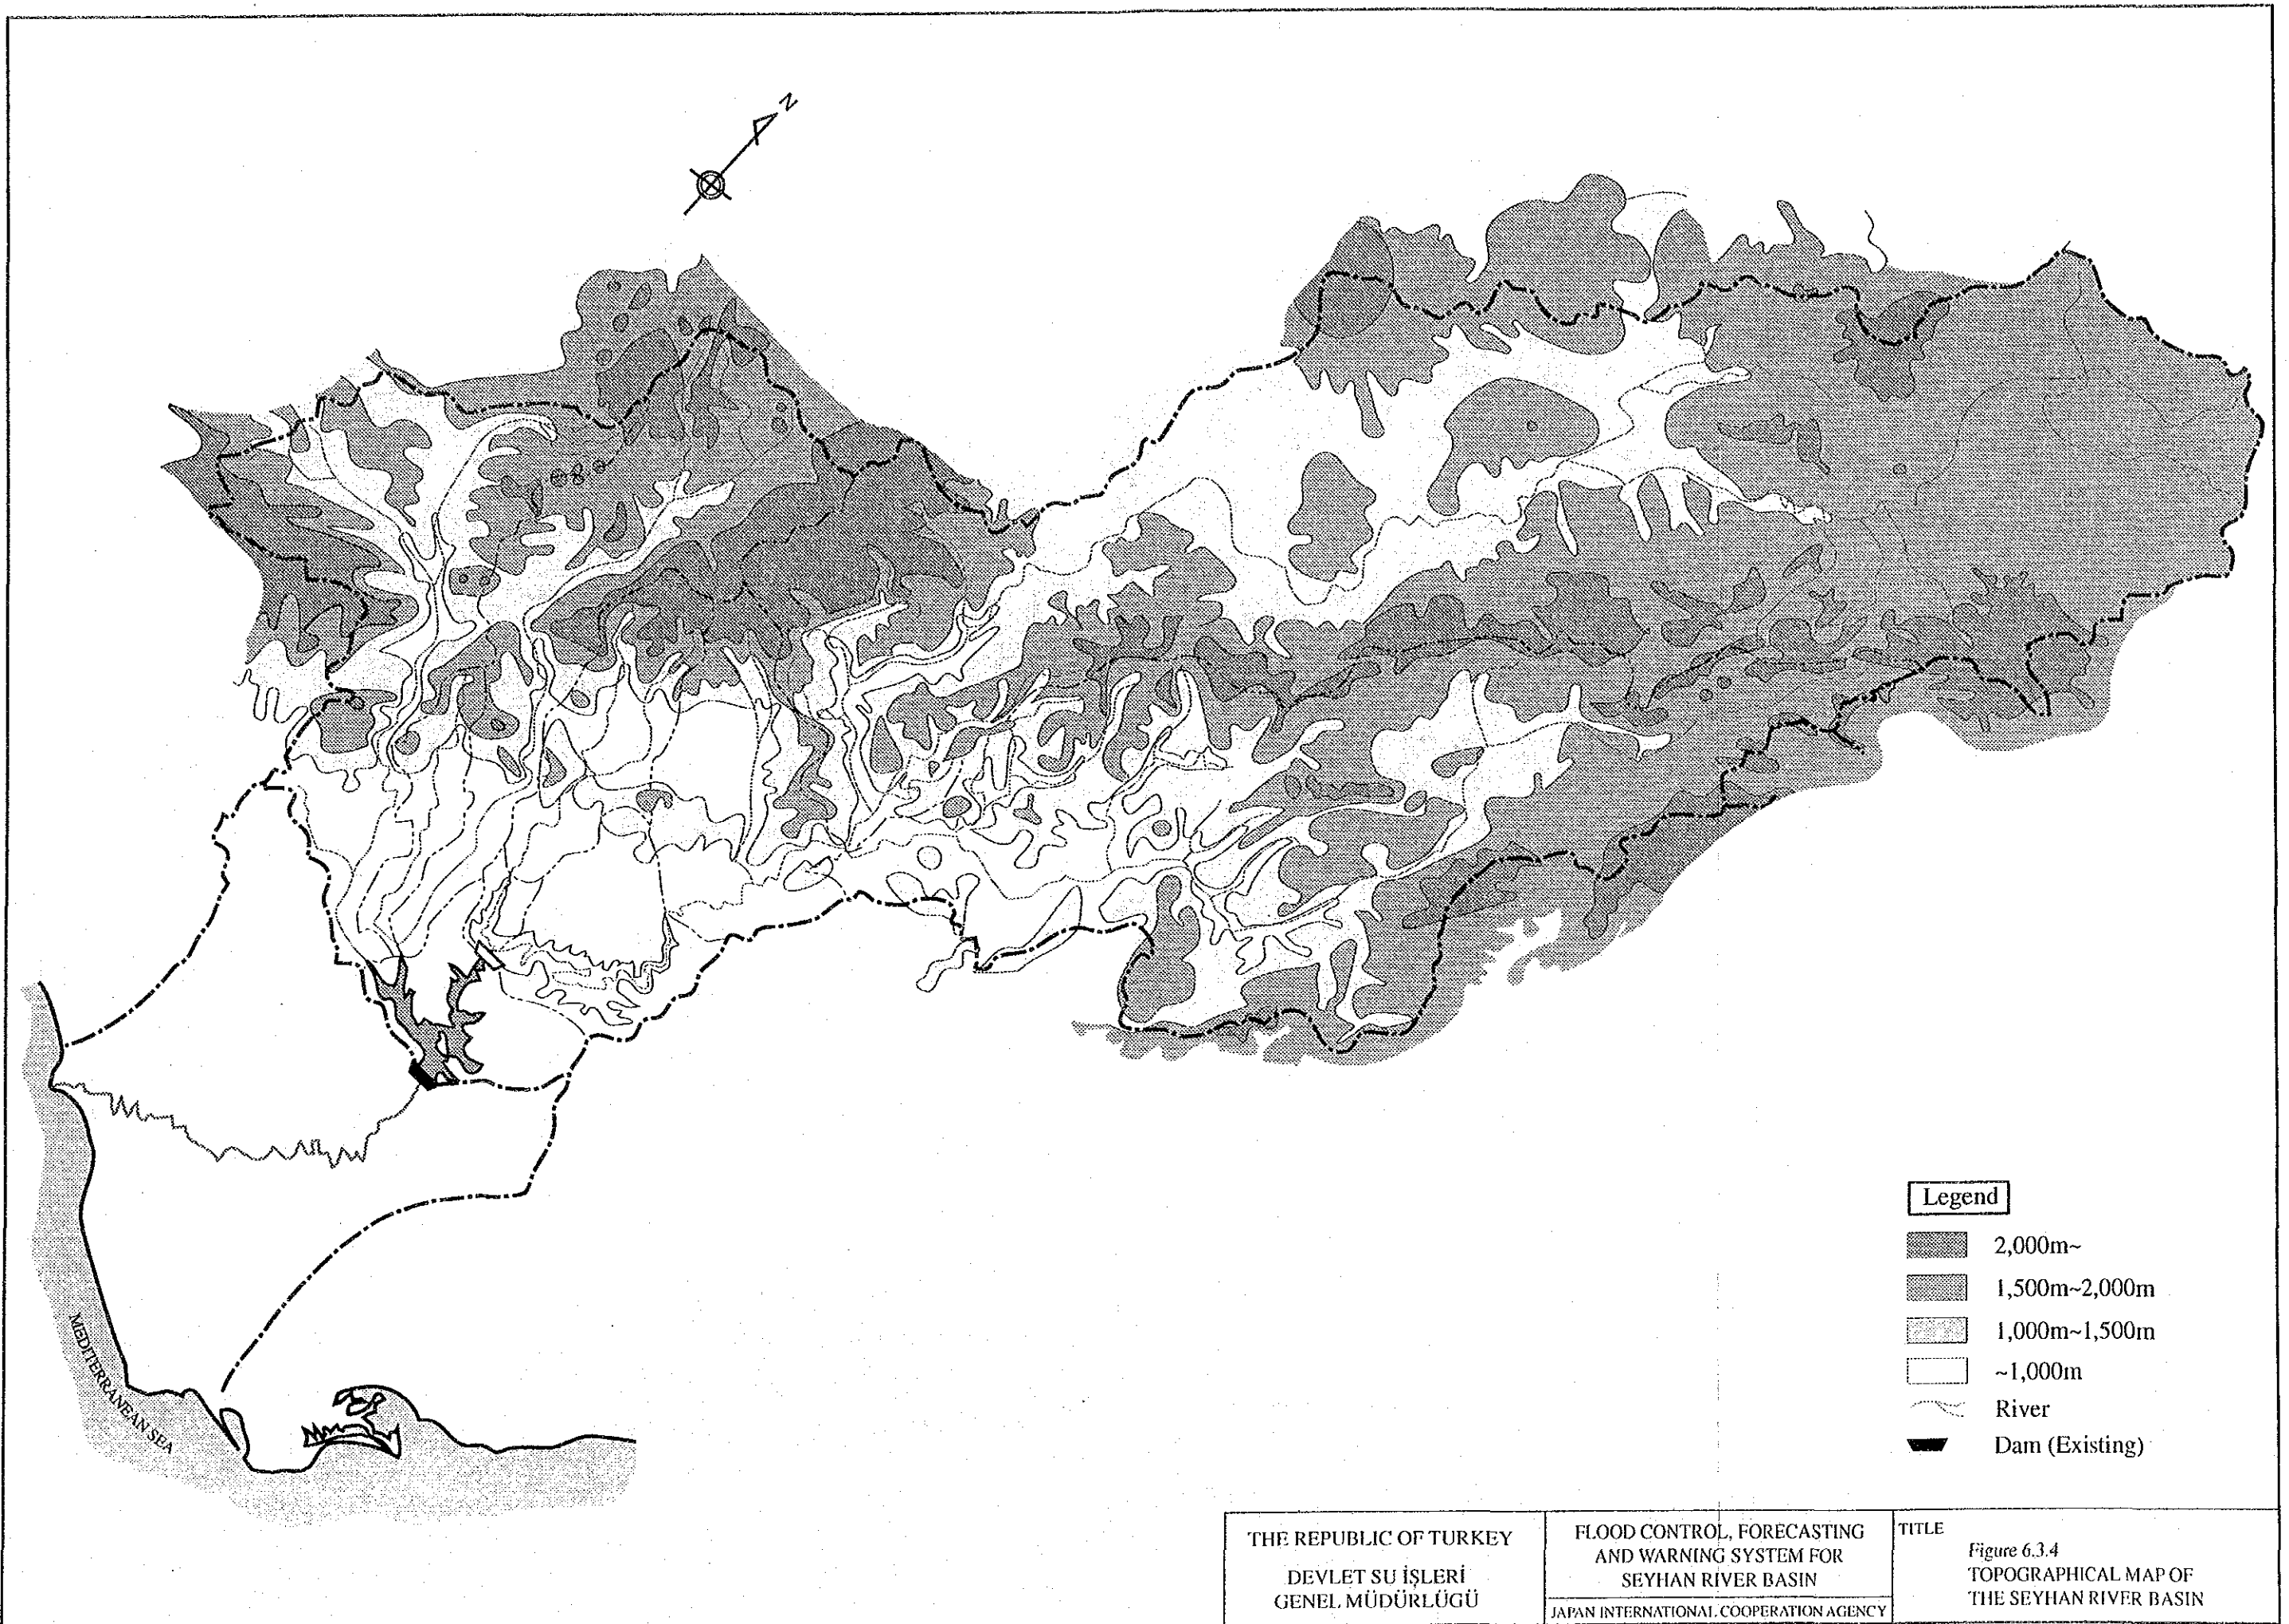 N
MEDITERRANEAN SEA
Legend
2,000m~
1,500m~2,000m
1,000m~1,500m
~1,000m
River
Dam (Existing)
THE REPUBLIC OF TURKEY
DEVLET SU İŞLERİ
GENEL MÜDÜRLÜGÜ
FLOOD CONTROL, FORECASTING
AND WARNING SYSTEM FOR
SEYHAN RIVER BASIN
JAPAN INTERNATIONAL COOPERATION AGENCY
TITLE
Figure 6.3.4
TOPOGRAPHICAL MAP OF
THE SEYHAN RIVER BASIN